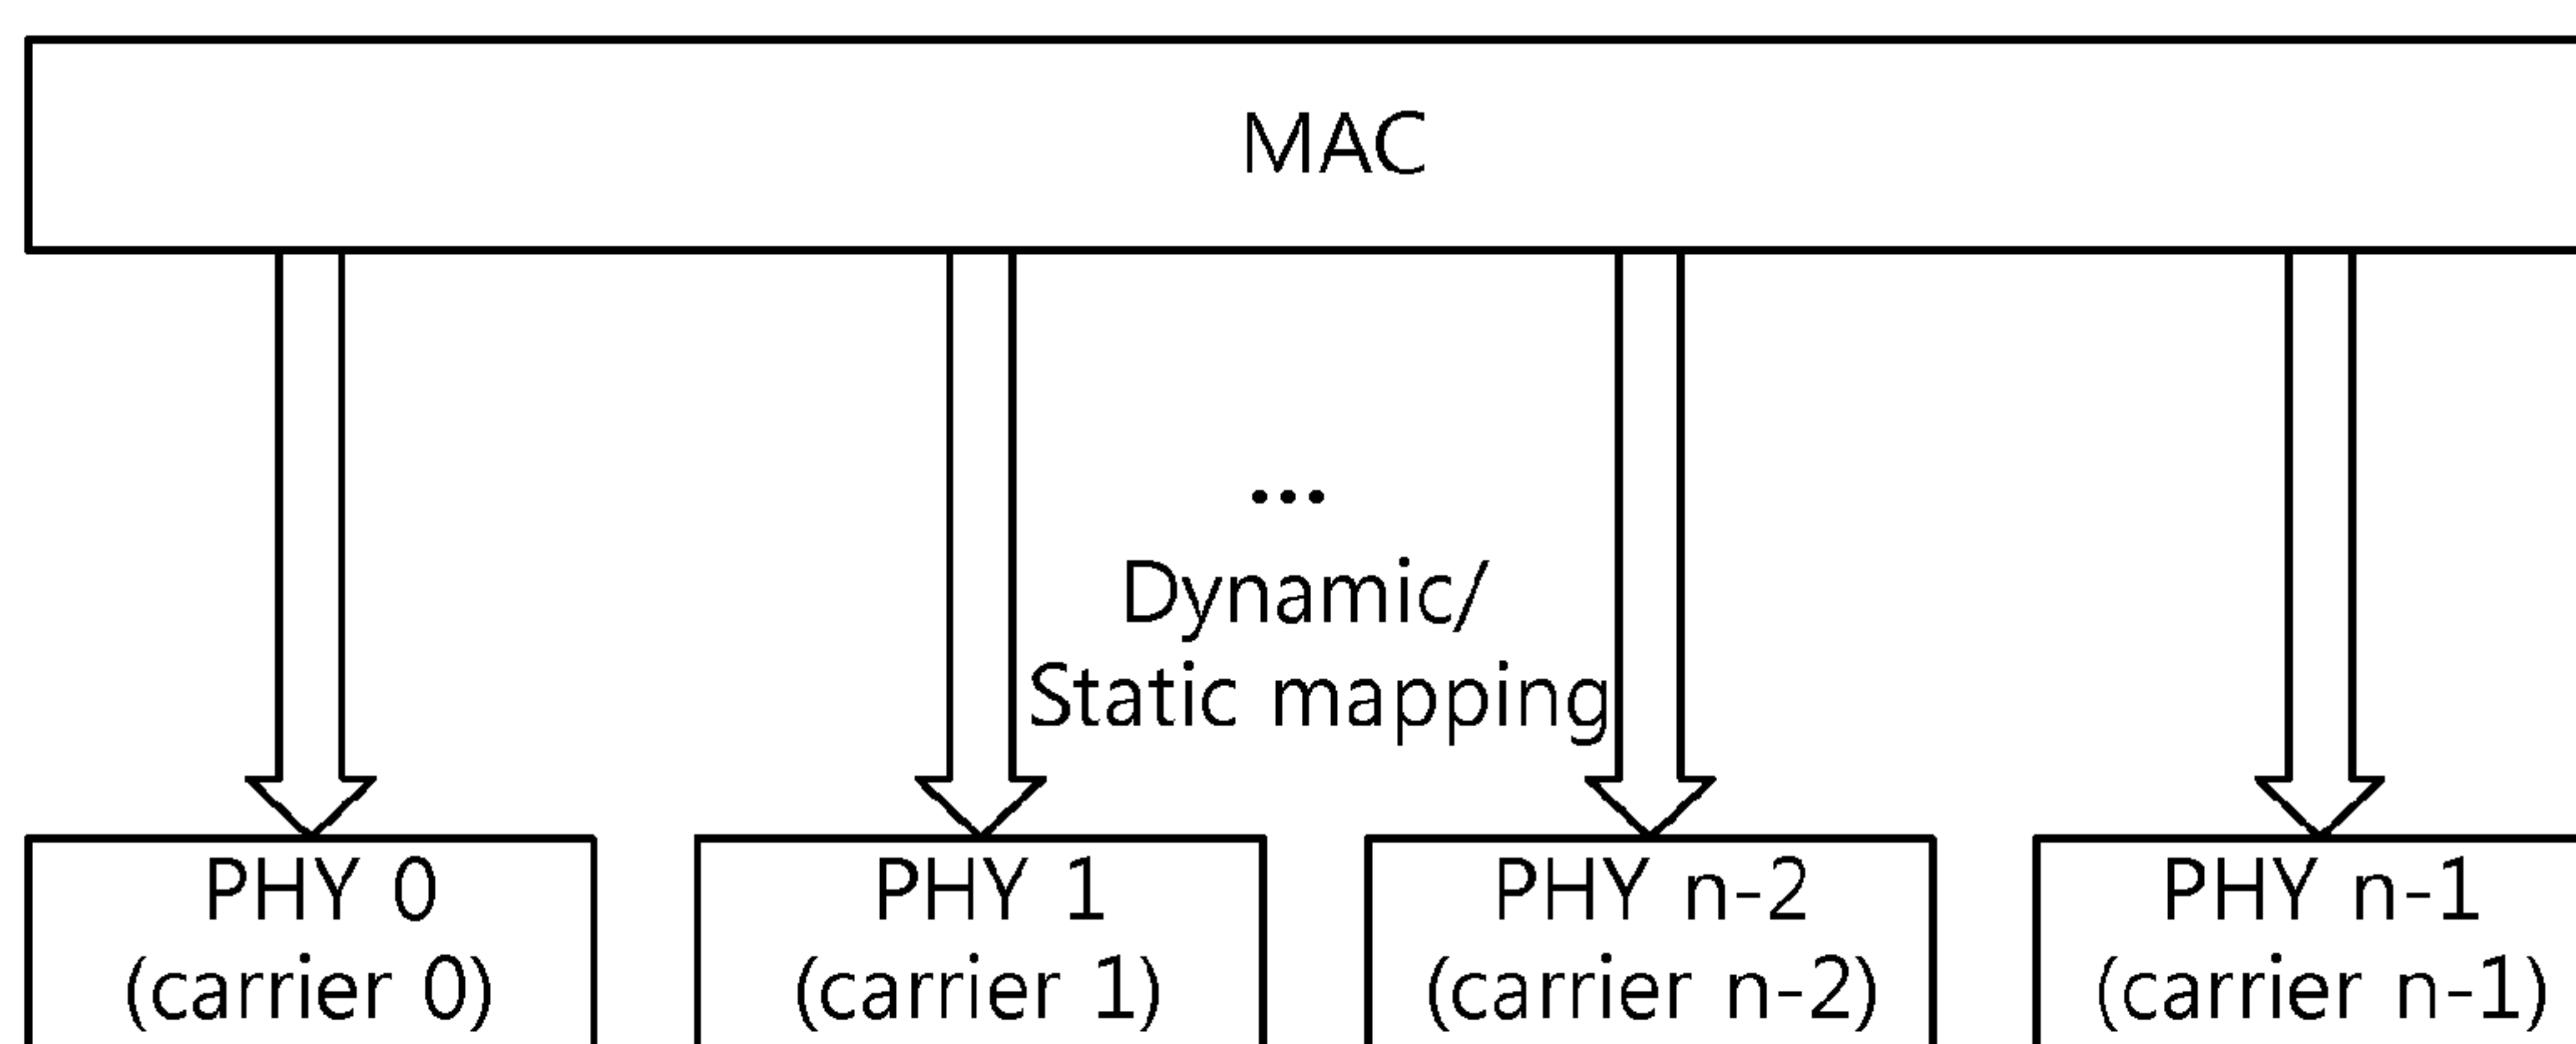 MAC
...
Dynamic/
Static mapping
PHY 0
(carrier 0)
PHY 1
(carrier 1)
PHY n-2
(carrier n-2)
PHY n-1
(carrier n-1)